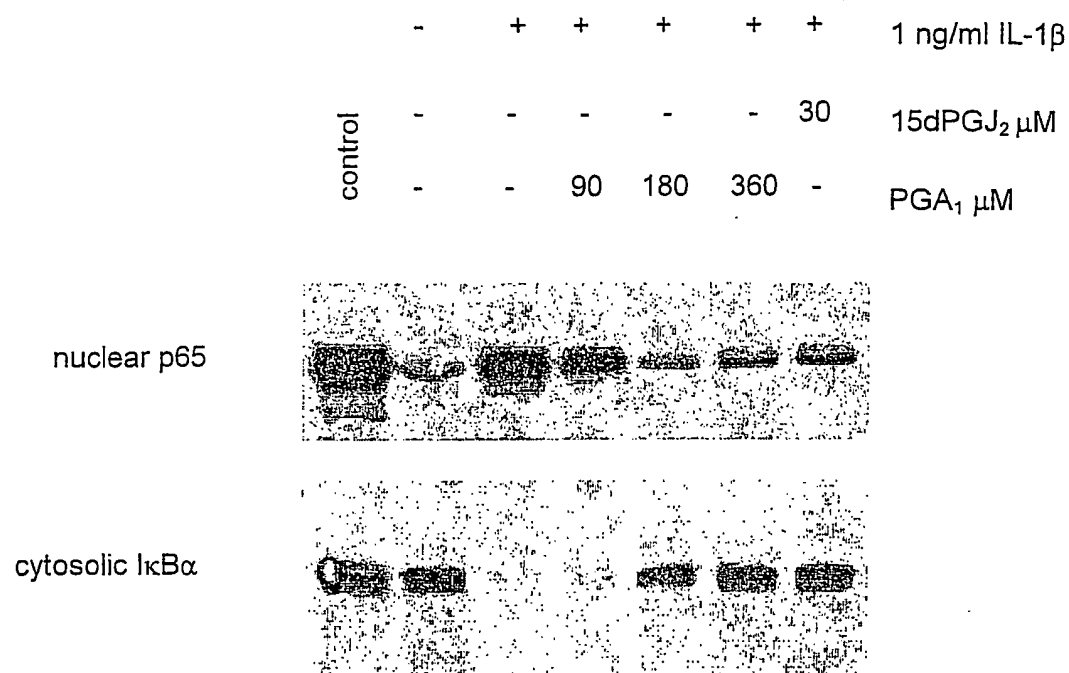 - + + + + + 1 ng/ml IL-1β
control - - - - - 30 15dPGJ₂ μM
- - 90 180 360 - PGA₁ μM
nuclear p65
cytosolic IκBα